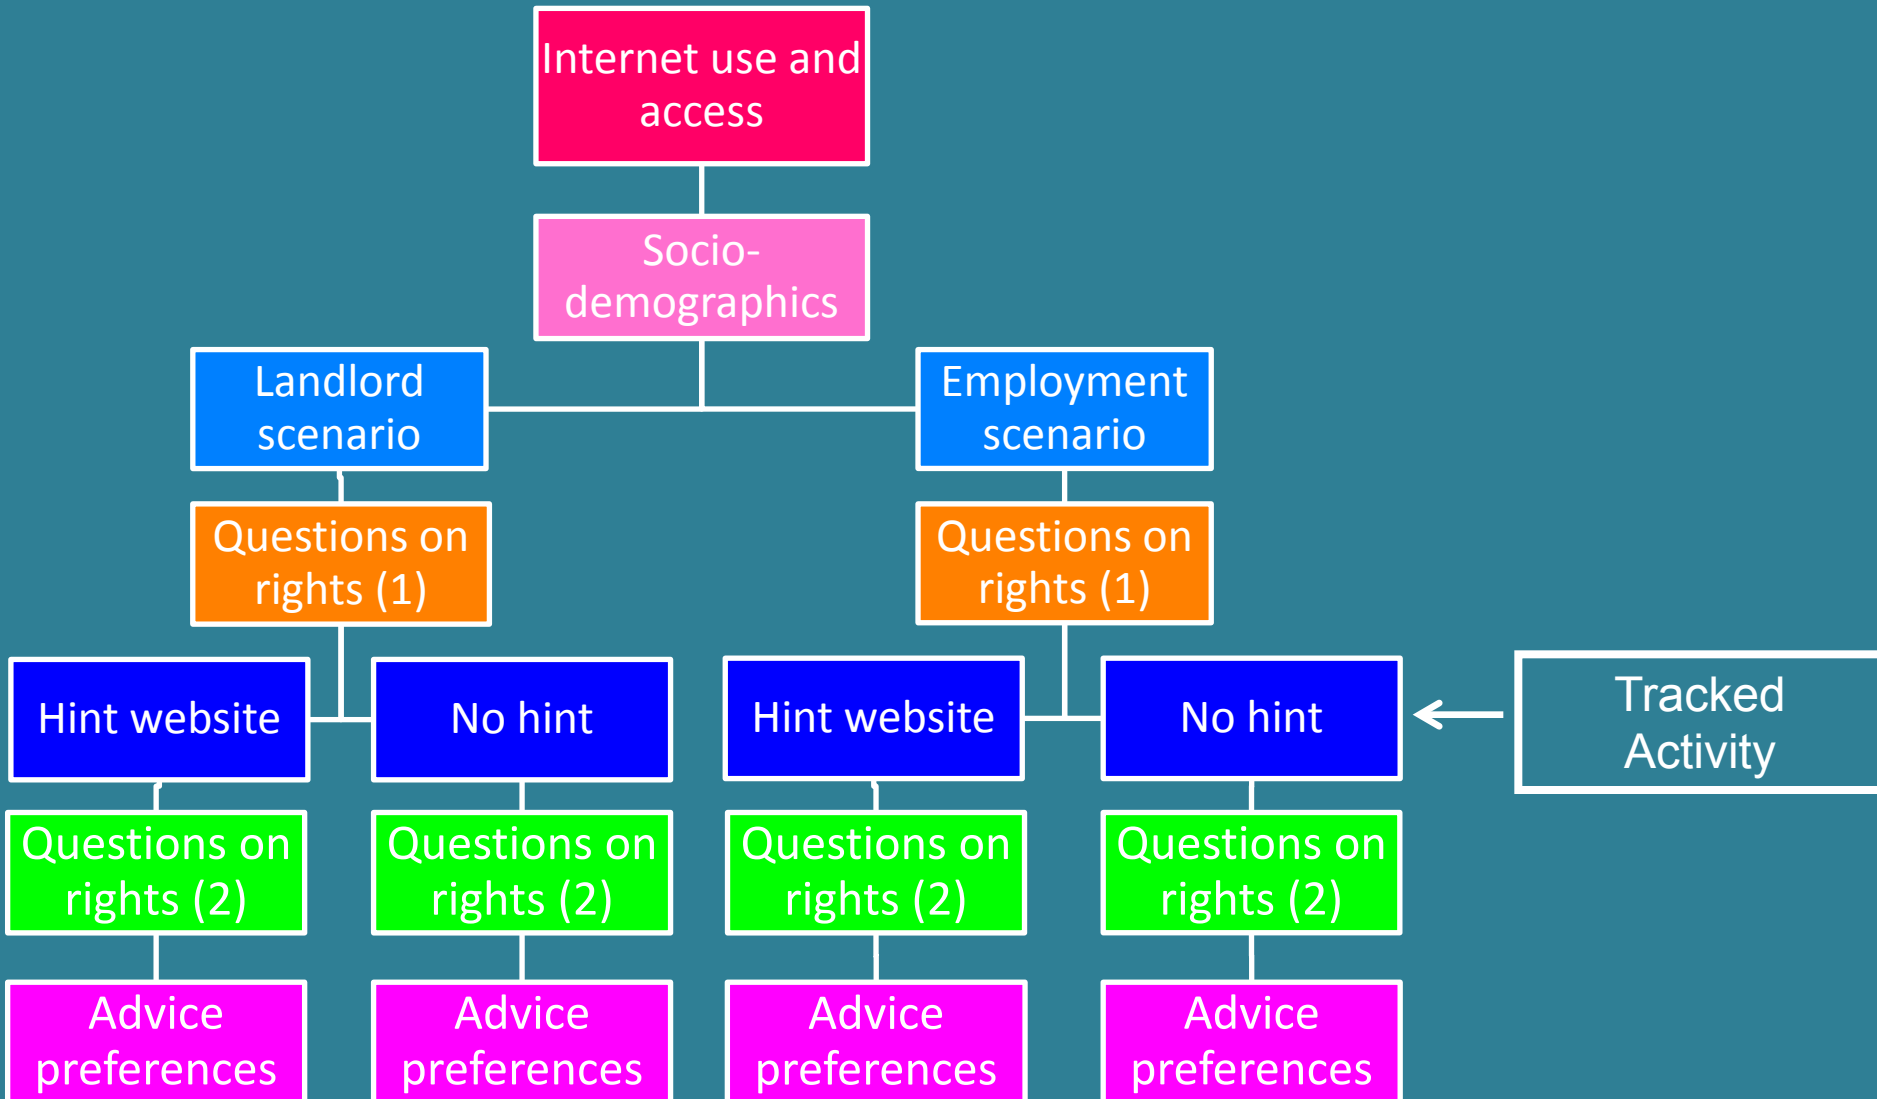 Internet use and
access
Socio-
demographics
Landlord
scenario
Employment
scenario
Questions on
rights (1)
Questions on
rights (1)
Hint website
No hint
Hint website
No hint
Tracked
Activity
Questions on
rights (2)
Questions on
rights (2)
Questions on
rights (2)
Questions on
rights (2)
Advice
preferences
Advice
preferences
Advice
preferences
Advice
preferences